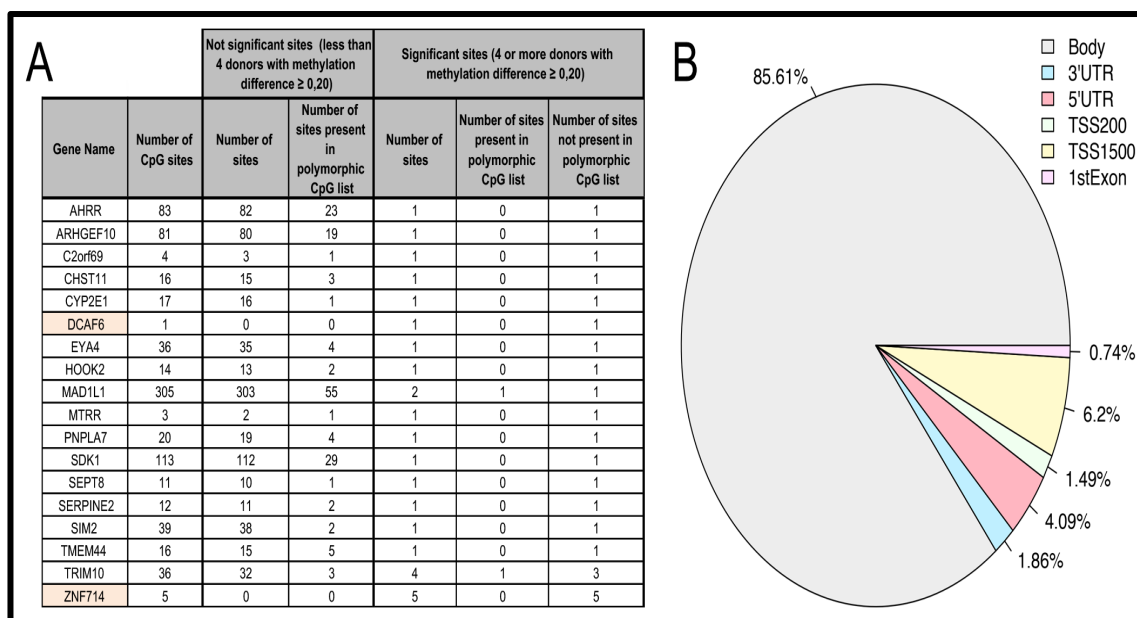 A
Not significant sites (less than
4 donors with methylation
difference ≥ 0,20)
Significant sites (4 or more donors with
methylation difference ≥ 0,20)
Gene Name
Number of
CpG sites
Number of
sites
Number of
sites present
in
polymorphic
CpG list
Number of
sites
Number of sites
present in
polymorphic
CpG list
Number of sites
not present in
polymorphic
CpG list
AHRR 83 82 23 1 0 1
ARHGEF10 81 80 19 1 0 1
C2orf69 4 3 1 1 0 1
CHST11 16 15 3 1 0 1
CYP2E1 17 16 1 1 0 1
DCAF6 1 0 0 1 0 1
EYA4 36 35 4 1 0 1
HOOK2 14 13 2 1 0 1
MAD1L1 305 303 55 2 1 1
MTRR 3 2 1 1 0 1
PNPLA7 20 19 4 1 0 1
SDK1 113 112 29 1 0 1
SEPT8 11 10 1 1 0 1
SERPINE2 12 11 2 1 0 1
SIM2 39 38 2 1 0 1
TMEM44 16 15 5 1 0 1
TRIM10 36 32 3 4 1 3
ZNF714 5 0 0 5 0 5
B
Body
3'UTR
5'UTR
TSS200
TSS1500
1stExon
85.61%
0.74%
6.2%
1.49%
4.09%
1.86%